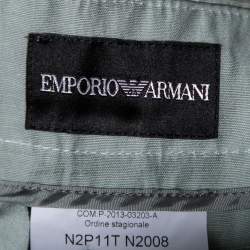 EMPORIO ARMANI
COM.P-2013-03203-A
Ordine stagionale
N2P11T N2008